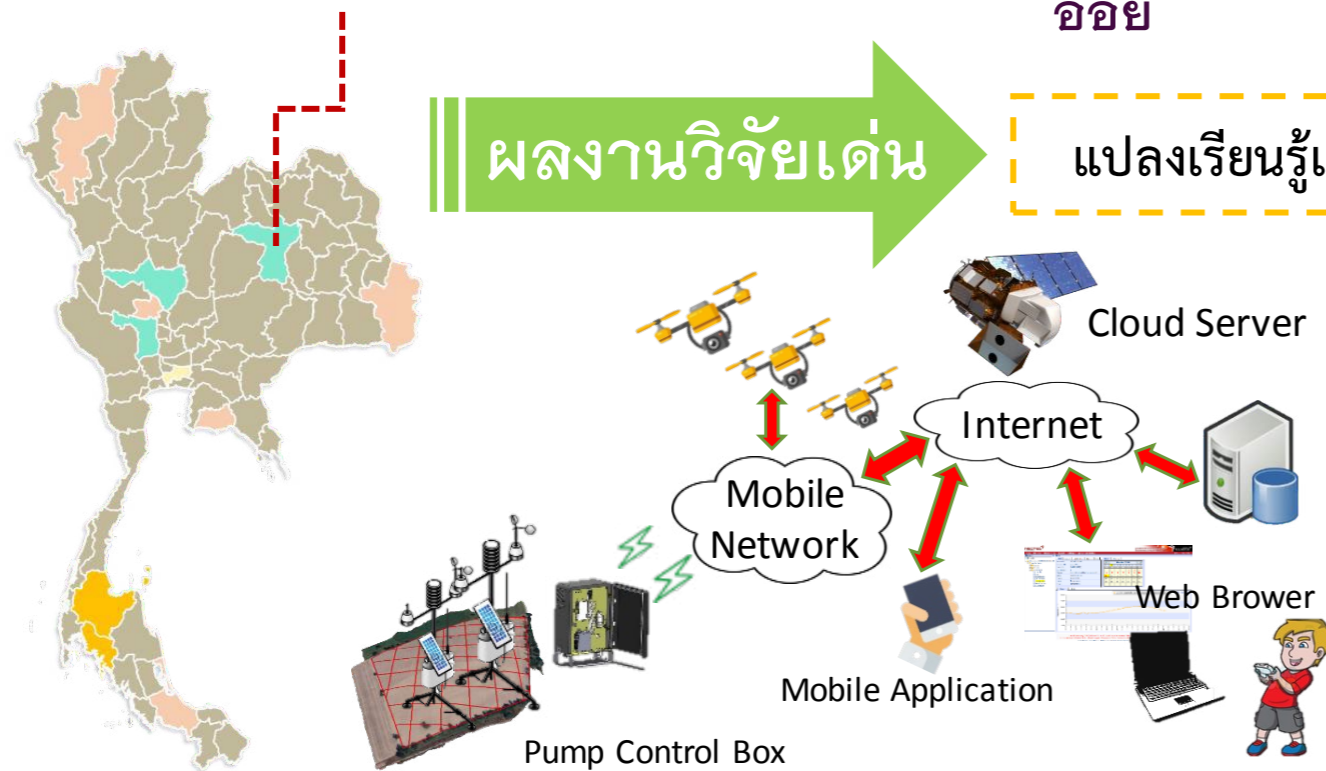 ออย
ผลงานวิจัยเด่น
แปลงเรียนรู้เ
Cloud Server
Internet
Mobile
Network
Web Brower
Mobile Application
Pump Control Box